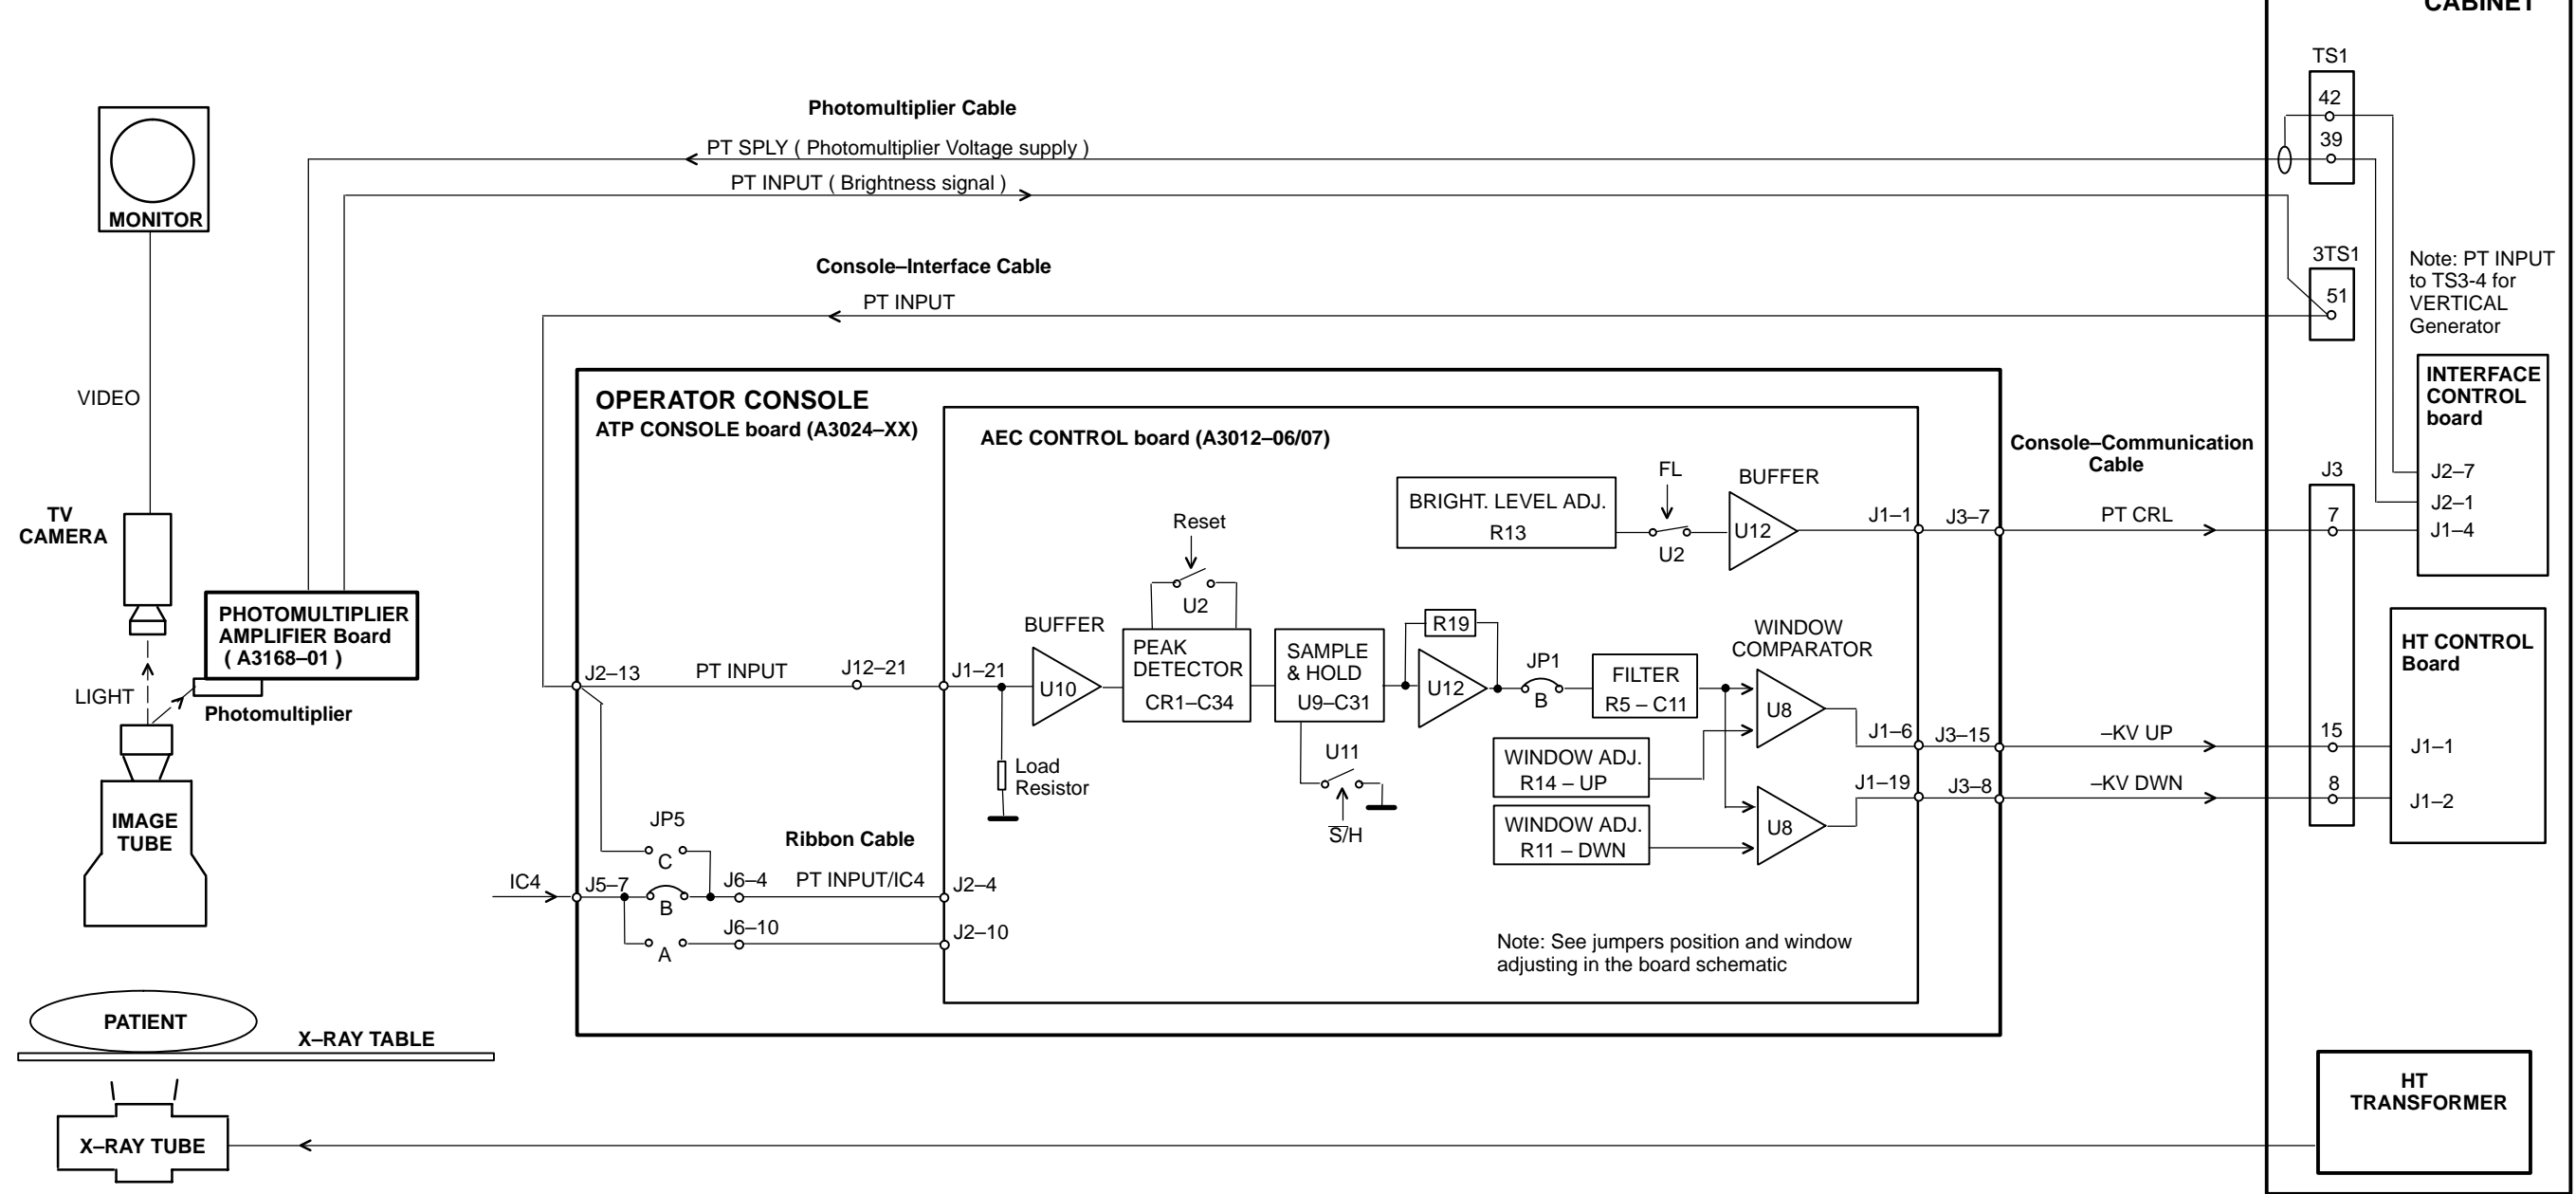 CABINET
TS1
42
39
Photomultiplier Cable
PT SPLY ( Photomultiplier Voltage supply )
PT INPUT ( Brightness signal )
MONITOR
Console–Interface Cable
PT INPUT
3TS1
51
Note: PT INPUT
to TS3-4 for
VERTICAL
Generator
VIDEO
OPERATOR CONSOLE
ATP CONSOLE board (A3024–XX)
AEC CONTROL board (A3012–06/07)
Console–Communication
Cable
INTERFACE
CONTROL
board
J2–7
J2–1
J1–4
J3
7
TV
CAMERA
Reset
U2
BRIGHT. LEVEL ADJ.
R13
FL
U2
BUFFER
U12
J1–1
J3–7
PT CRL
PHOTOMULTIPLIER
AMPLIFIER Board
( A3168–01 )
LIGHT
Photomultiplier
J2–13
PT INPUT
J12–21
J1–21
BUFFER
U10
PEAK
DETECTOR
CR1–C34
SAMPLE
& HOLD
U9–C31
R19
U12
JP1
B
FILTER
R5 – C11
WINDOW
COMPARATOR
U8
HT CONTROL
Board
J1–1
J1–2
Load
Resistor
U11
S/H
WINDOW ADJ.
R14 – UP
WINDOW ADJ.
R11 – DWN
U8
J1–6
J3–15
–KV UP
15
J1–19
J3–8
–KV DWN
8
IMAGE
TUBE
JP5
C
Ribbon Cable
IC4
J5–7
B
J6–4
PT INPUT/IC4
J2–4
A
J6–10
J2–10
Note: See jumpers position and window
adjusting in the board schematic
PATIENT
X–RAY TABLE
X–RAY TUBE
HT
TRANSFORMER